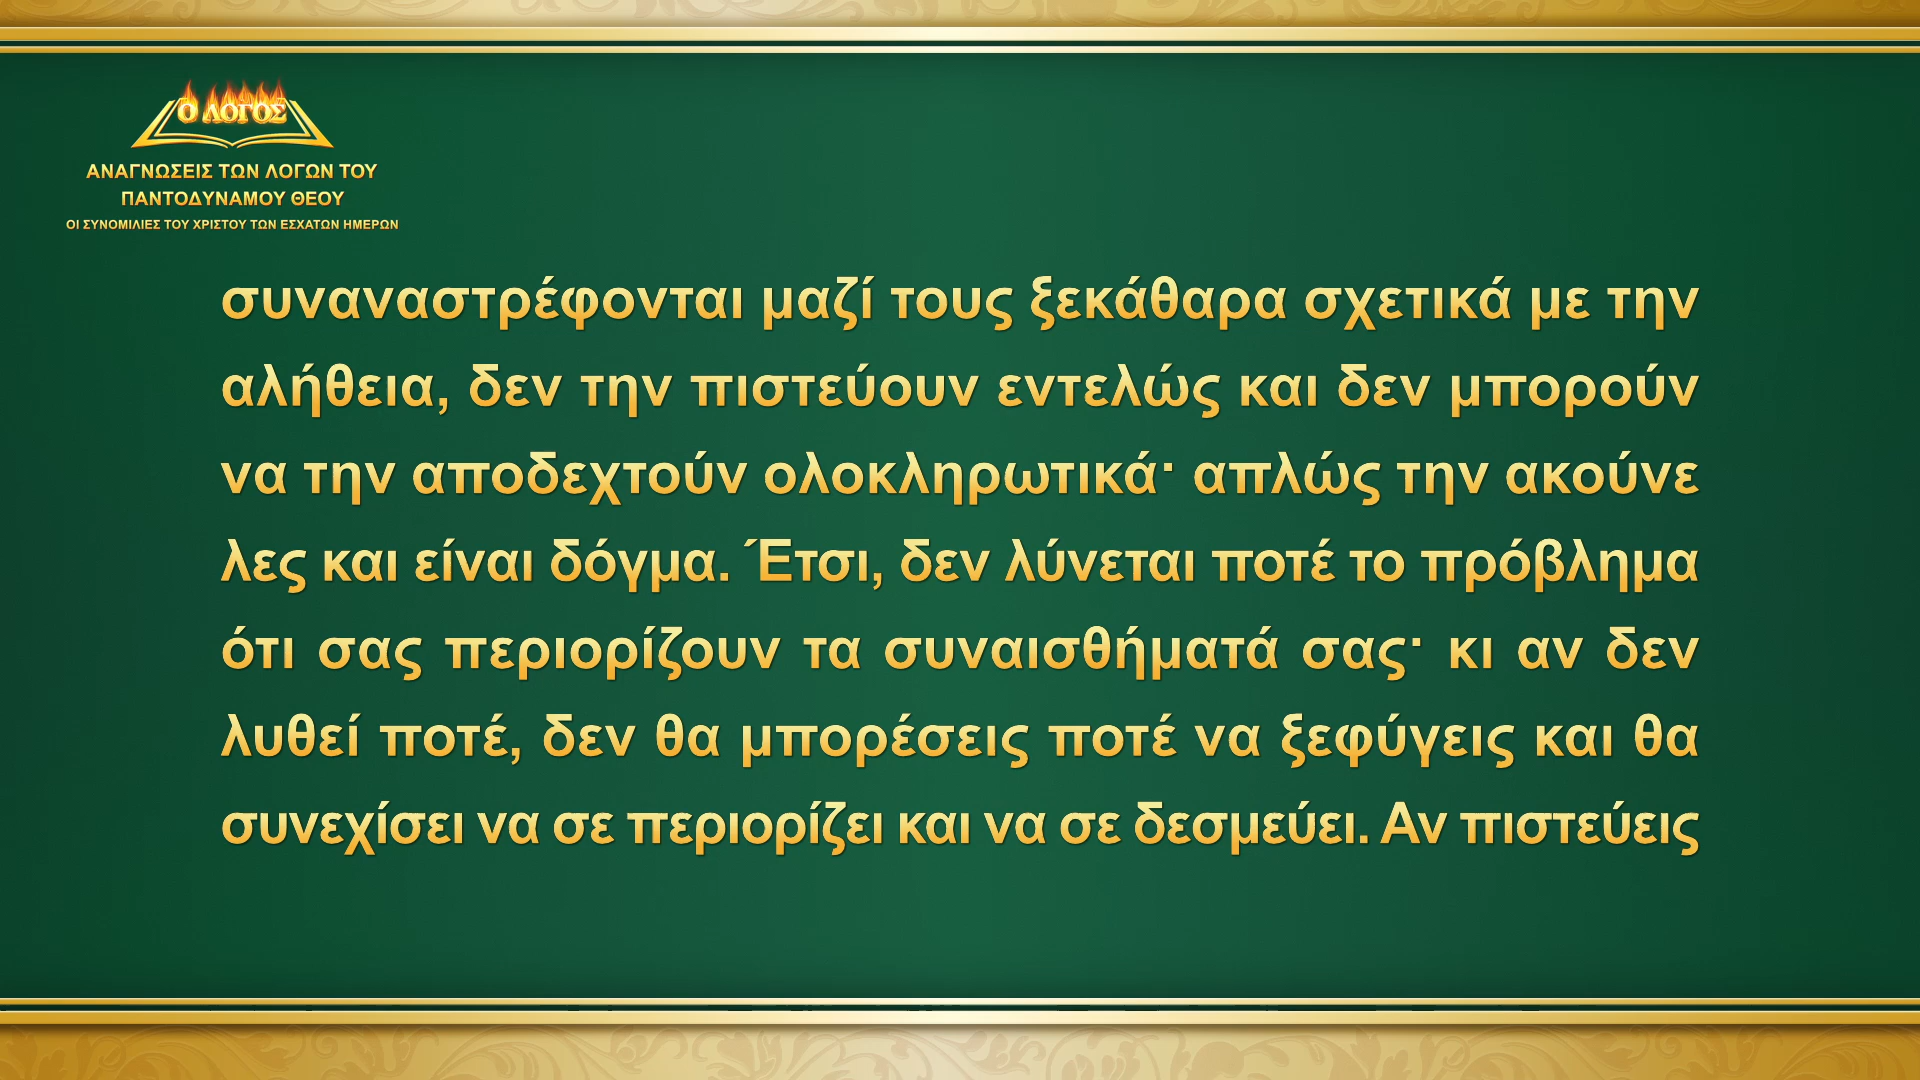 Ο ΛΟΓΟΣ
ΑΝΑΓΝΩΣΕΙΣ ΤΩΝ ΛΟΓΩΝ ΤΟΥ
ΠΑΝΤΟΔΥΝΑΜΟΥ ΘΕΟΥ
ΟΙ ΣΥΝΟΜΙΛΙΕΣ ΤΟΥ ΧΡΙΣΤΟΥ ΤΩΝ ΕΣΧΑΤΩΝ ΗΜΕΡΩΝ
συναναστρέφονται μαζί τους ξεκάθαρα σχετικά με την
αλήθεια, δεν την πιστεύουν εντελώς και δεν μπορούν
να την αποδεχτούν ολοκληρωτικά· απλώς την ακούνε
λες και είναι δόγμα. Έτσι, δεν λύνεται ποτέ το πρόβλημα
ότι σας περιορίζουν τα συναισθήματά σας· κι αν δεν
λυθεί ποτέ, δεν θα μπορέσεις ποτέ να ξεφύγεις και θα
συνεχίσει να σε περιορίζει και να σε δεσμεύει. Αν πιστεύεις